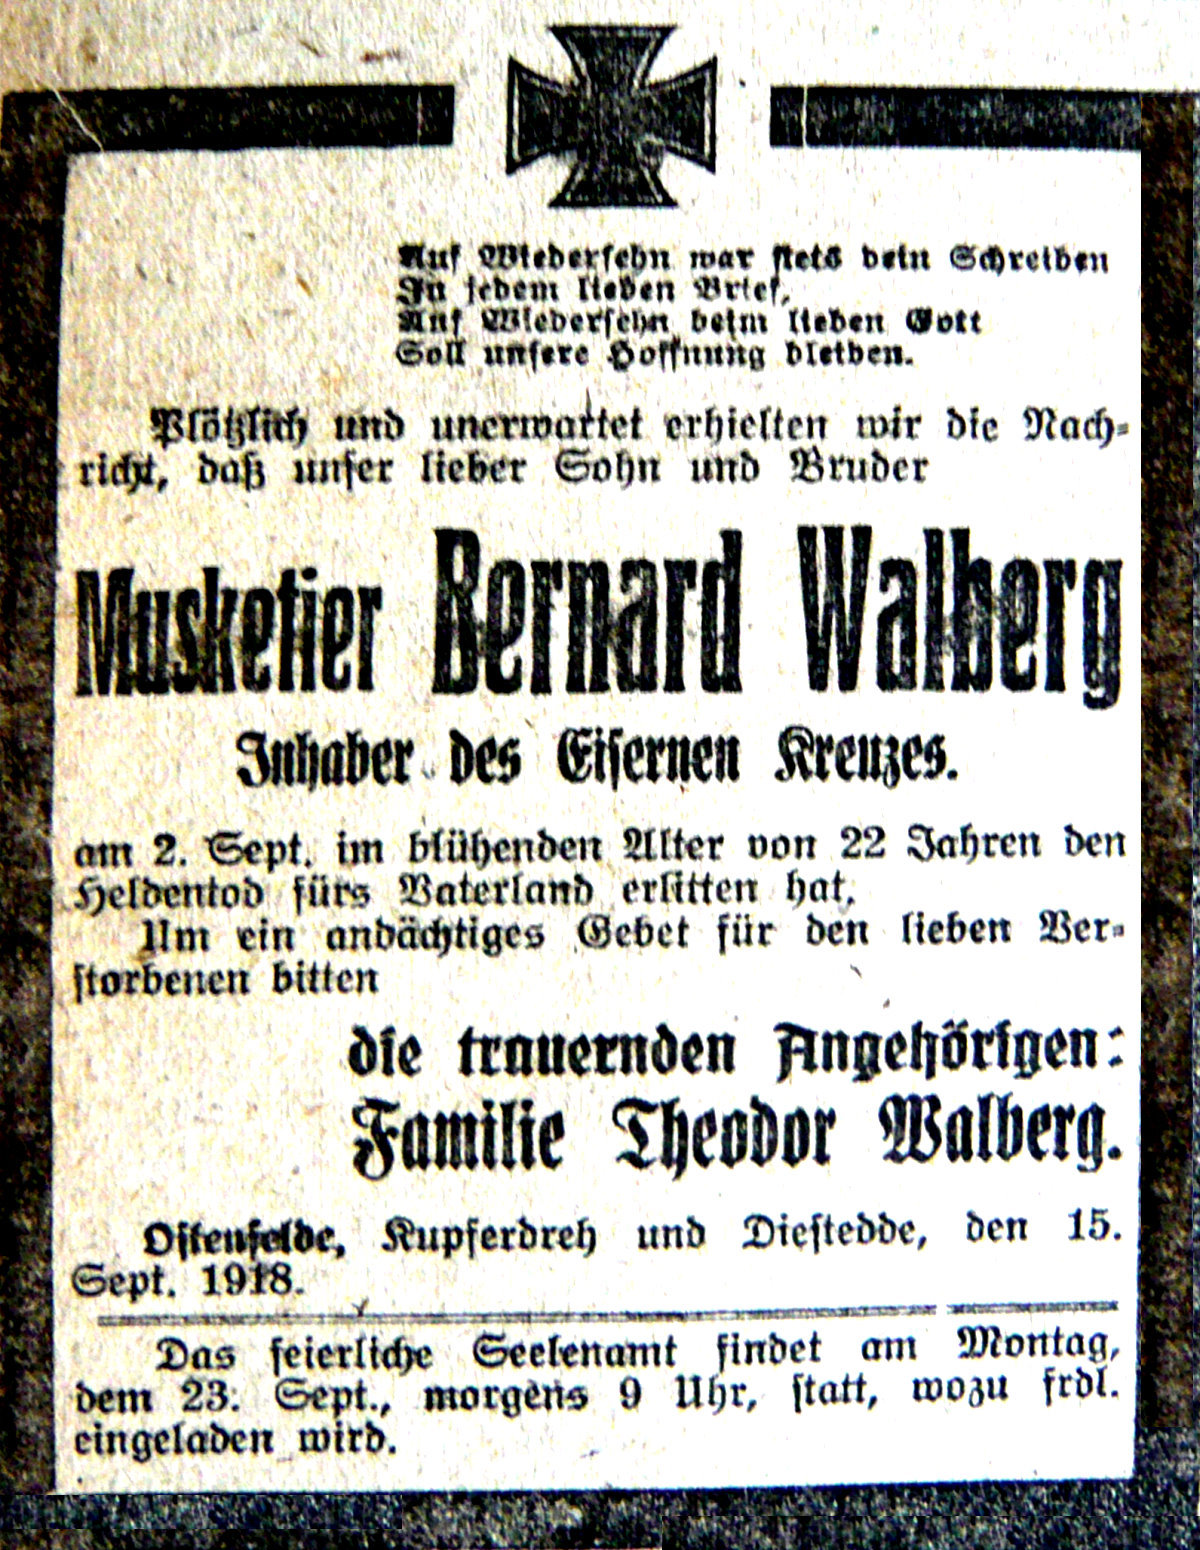 Auf Wiedersehn war stets dein Schreiben
In jedem lieben Brief,
Auf Wiedersehn beim lieben Gott
Soll unsere Hoffnung bleiben.
Plötzlich und unerwartet erhielten wir die Nach-
richt, daß unser lieber Sohn und Bruder
Musketier Bernard Walberg
Inhaber des Eisernen Kreuzes.
am 2. Sept. im blühenden Alter von 22 Jahren den
Heldentod fürs Vaterland erlitten hat.
Um ein andächtiges Gebet für den lieben Ver-
storbenen bitten
die trauernden Angehörigen:
Familie Theodor Walberg.
Ostenfelde, Kupferdreh und Diestedde, den 15.
Sept. 1918.
Das feierliche Seelenamt findet am Montag,
dem 23. Sept., morgens 9 Uhr, statt, wozu frdl.
eingeladen wird.